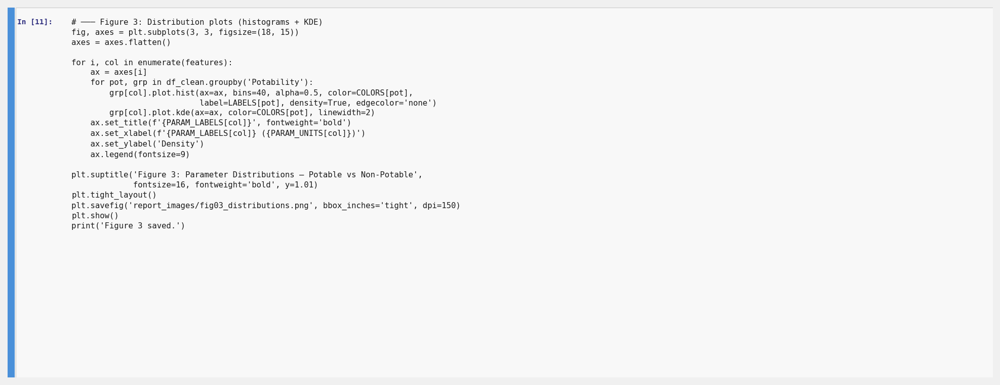 In [11]: # ─── Figure 3: Distribution plots (histograms + KDE)
fig, axes = plt.subplots(3, 3, figsize=(18, 15))
axes = axes.flatten()

for i, col in enumerate(features):
    ax = axes[i]
    for pot, grp in df_clean.groupby('Potability'):
        grp[col].plot.hist(ax=ax, bins=40, alpha=0.5, color=COLORS[pot],
                           label=LABELS[pot], density=True, edgecolor='none')
        grp[col].plot.kde(ax=ax, color=COLORS[pot], linewidth=2)
    ax.set_title(f'{PARAM_LABELS[col]}', fontweight='bold')
    ax.set_xlabel(f'{PARAM_LABELS[col]} ({PARAM_UNITS[col]})')
    ax.set_ylabel('Density')
    ax.legend(fontsize=9)

plt.suptitle('Figure 3: Parameter Distributions — Potable vs Non-Potable',
             fontsize=16, fontweight='bold', y=1.01)
plt.tight_layout()
plt.savefig('report_images/fig03_distributions.png', bbox_inches='tight', dpi=150)
plt.show()
print('Figure 3 saved.')